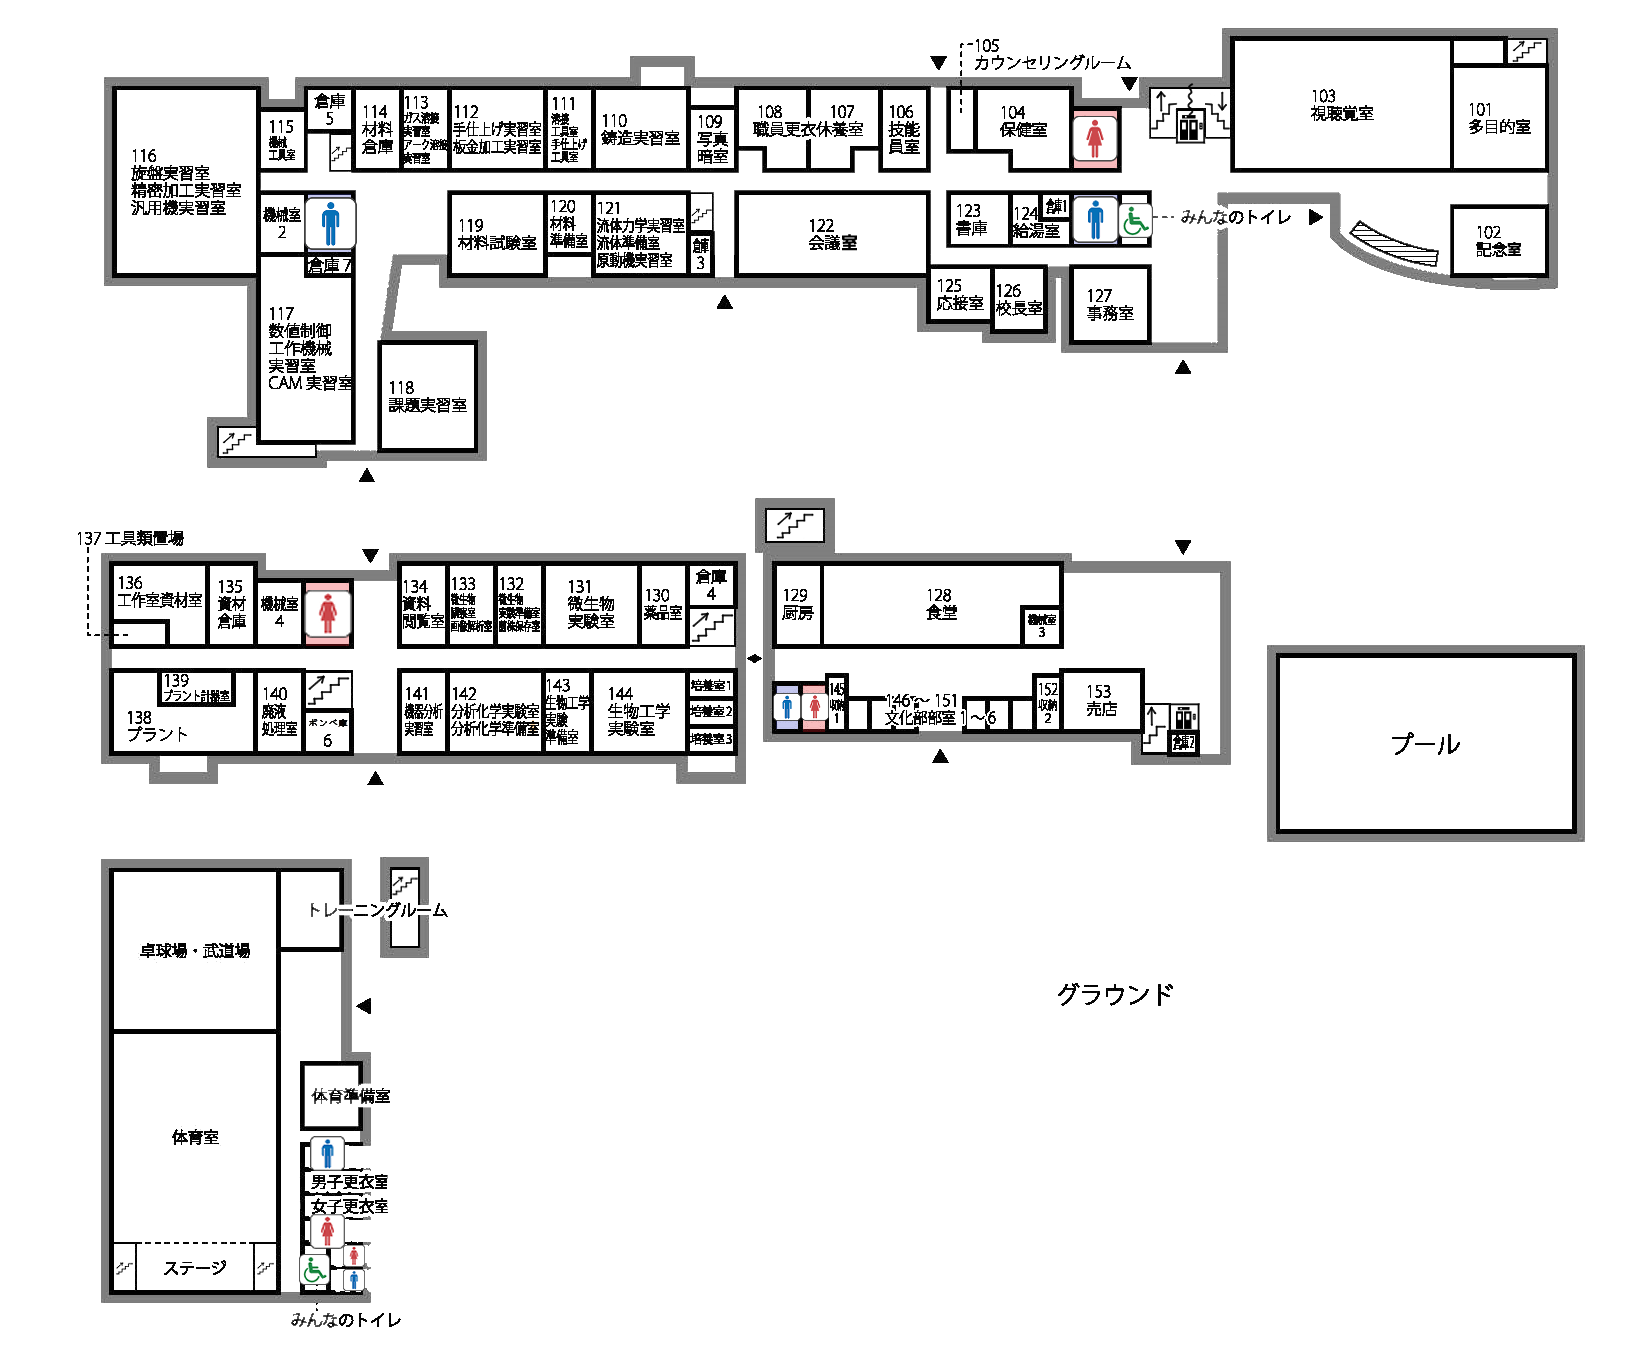 105
カウンセリングルーム
103
視聴覚室
101
多目的室
倉庫
5
115
機械
工具室
114
材料
倉庫
113
ガス溶接
実習室
アーク溶接
実習室
112
手仕上げ実習室
板金加工実習室
111
溶接
工具室
手仕上げ
工具室
110
鋳造実習室
109
写真
暗室
108
107
職員更衣休養室
106
技能
員室
104
保健室
116
旋盤実習室
精密加工実習室
汎用機実習室
機械室
2
倉庫 7
119
材料試験室
120
材料
準備室
121
流体力学実習室
流体準備室
原動機実習室
倉庫
3
122
会議室
123
書庫
124
給湯室
倉庫1
みんなのトイレ
102
記念室
125
応接室
126
校長室
127
事務室
117
数値制御
工作機械
実習室
CAM 実習室
118
課題実習室
137 工具類置場
136
工作室資材室
135
資材
倉庫
機械室
4
134
資料
閲覧室
133
微生物
画像解析室
132
微生物
実験準備室
菌株保存室
131
微生物
実験室
130
薬品室
倉庫
4
129
厨房
128
食堂
機械室
3
139
プラント計器室
138
プラント
140
廃液
処理室
ボンベ庫
6
141
機器分析
実習室
142
分析化学実験室
分析化学準備室
143
生物工学
実験
準備室
144
生物工学
実験室
培養室 1
培養室 2
培養室 3
145
収納
1
146～151
文化部部室 1～6
152
収納
2
153
売店
倉庫2
プール
トレーニングルーム
卓球場・武道場
グラウンド
体育準備室
体育室
男子更衣室
女子更衣室
ステージ
みんなのトイレ